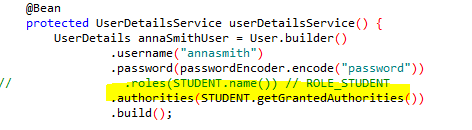 @Bean
protected UserDetailsService userDetailsService() {
UserDetails annaSmithUser = User.builder()
.username("annasmith")
.password(passwordEncoder.encode("password"))
// .roles(STUDENT.name()) // ROLE_STUDENT
.authorities(STUDENT.getGrantedAuthorities())
.build();